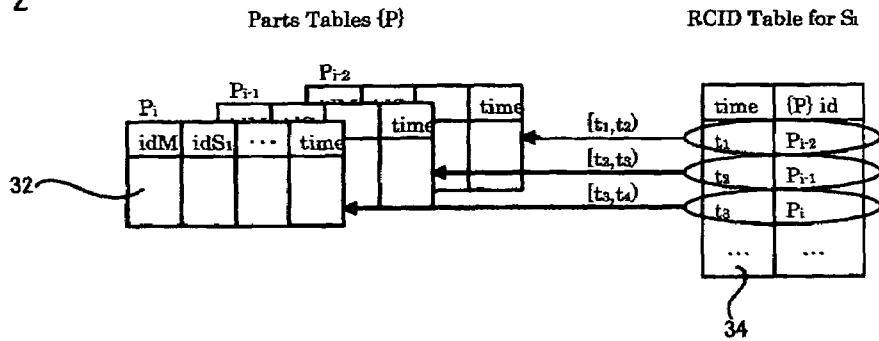 2
Parts Tables {P}
RCID Table for Si
Pi-2
Pi-1
Pi
time
time
idM idS1 ... time
time {P} id
[t1,t2)
t1 Pi-2
[t2,t3)
t2 Pi-1
[t3,t4)
t3 Pi
... ...
32
34